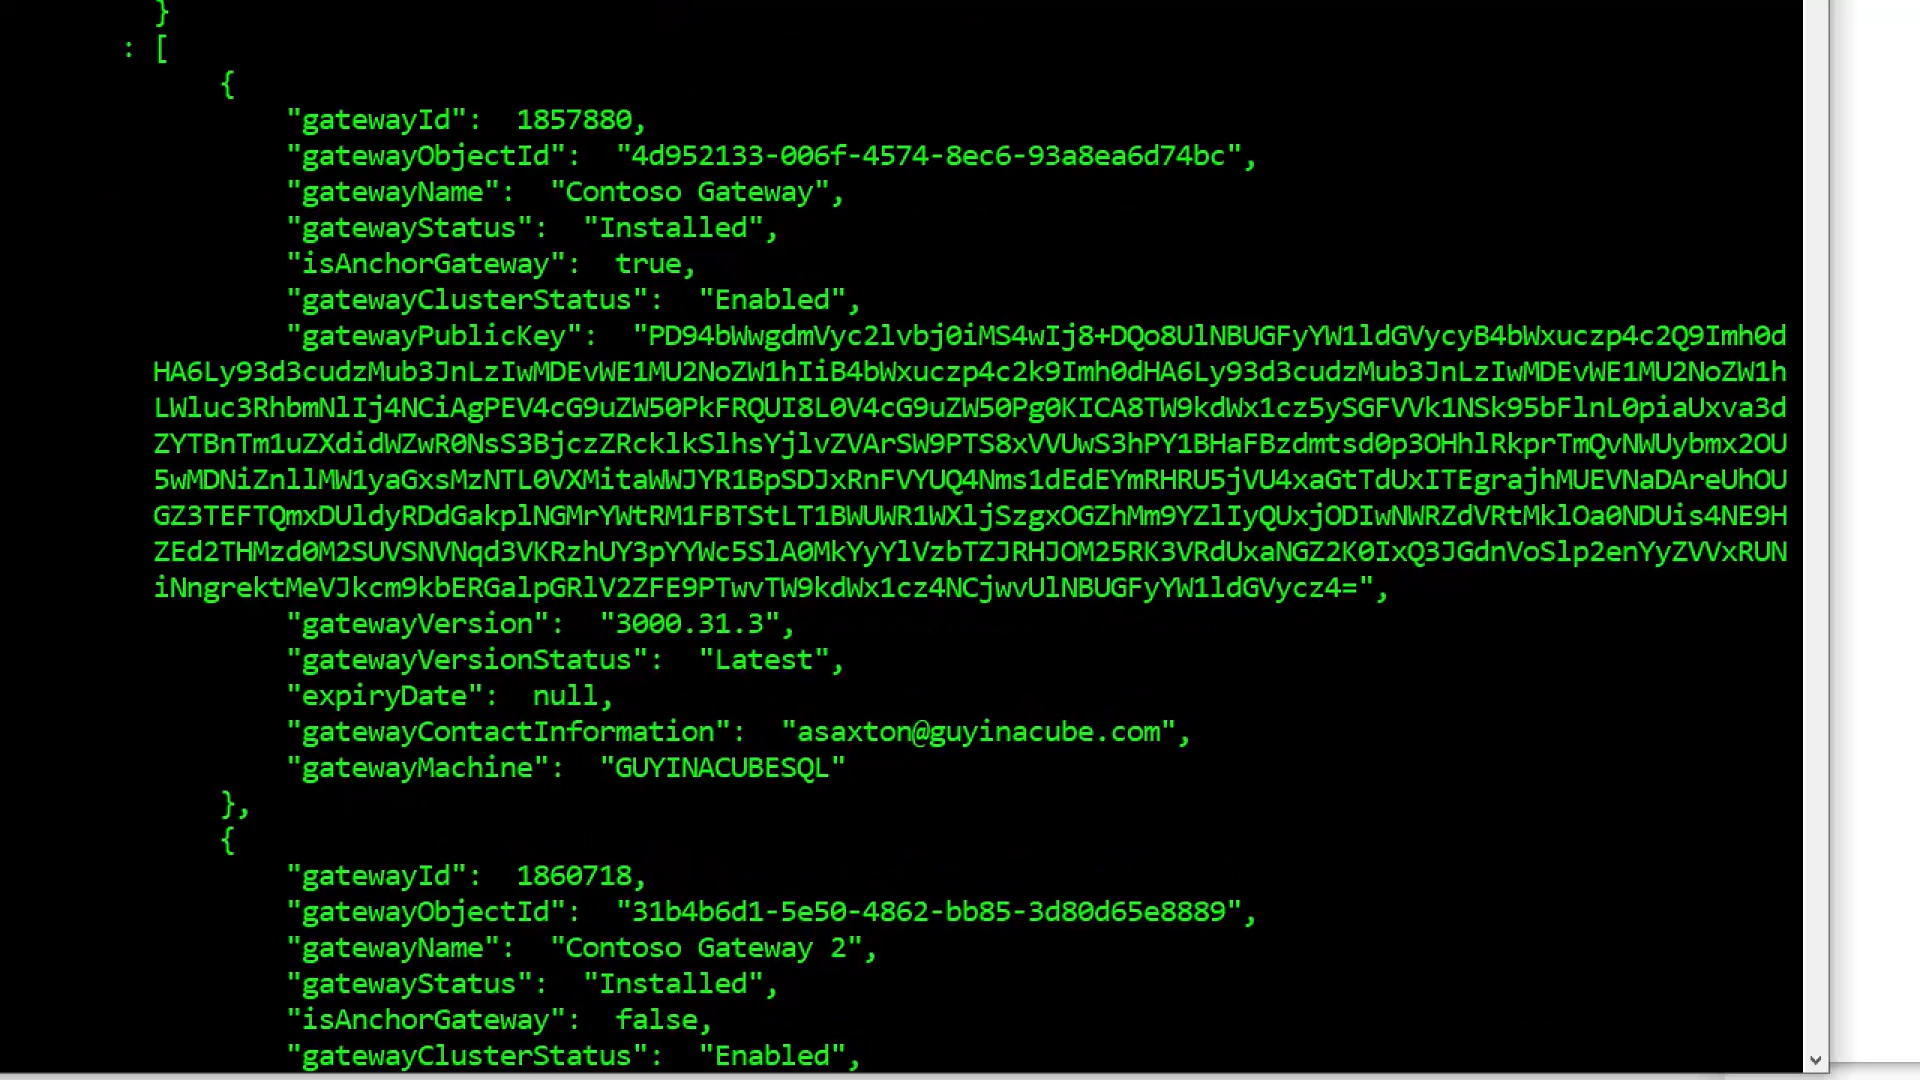 }
: [
{
"gatewayId":  1857880,
"gatewayObjectId":  "4d952133-006f-4574-8ec6-93a8ea6d74bc",
"gatewayName":  "Contoso Gateway",
"gatewayStatus":  "Installed",
"isAnchorGateway":  true,
"gatewayClusterStatus":  "Enabled",
"gatewayPublicKey":  "PD94bWwgdmVyc2lvbj0iMS4wIj8+DQo8UlNBUGFyYW1ldGVycyB4bWxuczp4c2Q9Imh0d
HA6Ly93d3cudzMub3JnLzIwMDEvWE1MU2NoZW1hIiB4bWxuczp4c2k9Imh0dHA6Ly93d3cudzMub3JnLzIwMDEvWE1MU2NoZW1h
LWluc3RhbmNlIj4NCiAgPEV4cG9uZW50PkFRQUI8L0V4cG9uZW50Pg0KICA8TW9kdWx1cz5ySGFVVk1NSk95bFlnL0piaUxva3d
ZYTBnTm1uZXdidWZwR0NsS3BjczZRcklkSlhsYjlvZVArSW9PTS8xVVUwS3hPY1BHaFBzdmtsd0p3OHhlRkprTmQvNWUybmx2OU
5wMDNiZnllMW1yaGxsMzNTL0VXMitaWWJYR1BpSDJxRnFVYUQ4Nms1dEdEYmRHRU5jVU4xaGtTdUxITEgrajhMUEVNaDAreUhOU
GZ3TEFTQmxDUldyRDdGakplNGMrYWtRM1FBTStLT1BWUWR1WXljSzgxOGZhMm9YZlIyQUxjODIwNWRZdVRtMklOa0NDUis4NE9H
ZEd2THMzd0M2SUVSNVNqd3VKRzhUY3pYYWc5SlA0MkYyYlVzbTZJRHJOM25RK3VRdUxaNGZ2K0IxQ3JGdnVoSlp2enYyZVVxRUN
iNngrektMeVJkcm9kbERGalpGRlV2ZFE9PTwvTW9kdWx1cz4NCjwvUlNBUGFyYW1ldGVycz4=",
"gatewayVersion":  "3000.31.3",
"gatewayVersionStatus":  "Latest",
"expiryDate":  null,
"gatewayContactInformation":  "asaxton@guyinacube.com",
"gatewayMachine":  "GUYINACUBESQL"
},
{
"gatewayId":  1860718,
"gatewayObjectId":  "31b4b6d1-5e50-4862-bb85-3d80d65e8889",
"gatewayName":  "Contoso Gateway 2",
"gatewayStatus":  "Installed",
"isAnchorGateway":  false,
"gatewayClusterStatus":  "Enabled",